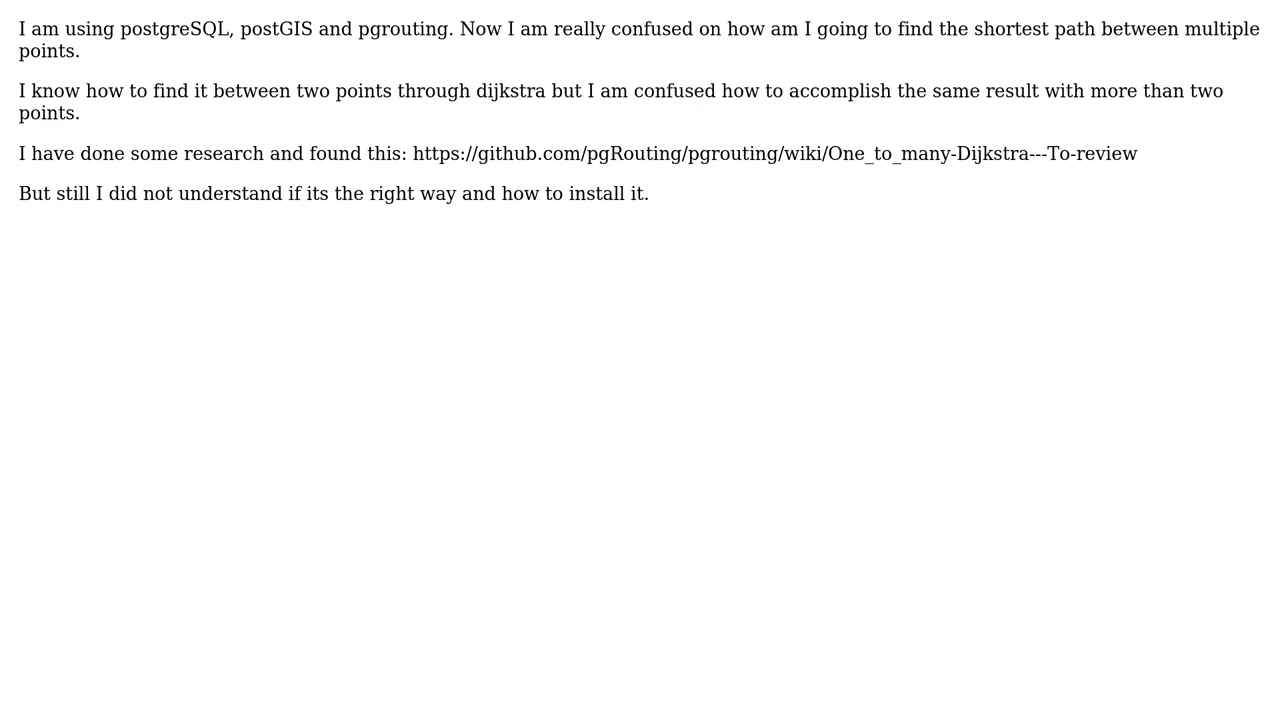 I am using postgreSQL, postGIS and pgrouting. Now I am really confused on how am I going to find the shortest path between multiple
points.
I know how to find it between two points through dijkstra but I am confused how to accomplish the same result with more than two
points.
I have done some research and found this: https://github.com/pgRouting/pgrouting/wiki/One_to_many-Dijkstra---To-review
But still I did not understand if its the right way and how to install it.